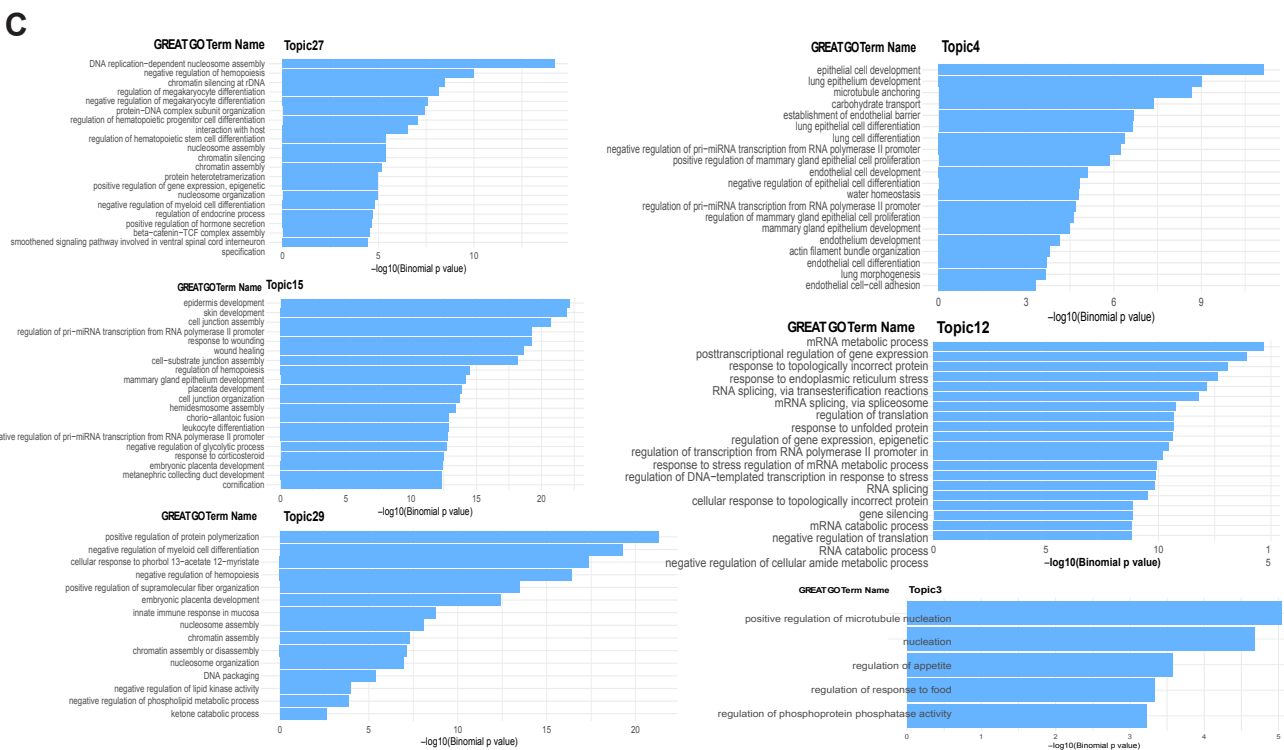 C
GREAT GO Term Name
Topic27
DNA replication−dependent nucleosome assembly
negative regulation of hemopoiesis
chromatin silencing at rDNA
regulation of megakaryocyte differentiation
negative regulation of megakaryocyte differentiation
protein−DNA complex subunit organization
regulation of hematopoietic progenitor cell differentiation
interaction with host
regulation of hematopoietic stem cell differentiation
nucleosome assembly
chromatin silencing
chromatin assembly
protein heterotetramerization
positive regulation of gene expression, epigenetic
nucleosome organization
negative regulation of myeloid cell differentiation
regulation of endocrine process
positive regulation of hormone secretion
beta−catenin−TCF complex assembly
smoothened signaling pathway involved in ventral spinal cord interneuron
specification
0 5 10
−log10(Binomial p value)
GREAT GO Term Name
Topic15
epidermis development
skin development
cell junction assembly
regulation of pri−miRNA transcription from RNA polymerase II promoter
response to wounding
wound healing
cell−substrate junction assembly
regulation of hemopoiesis
mammary gland epithelium development
placenta development
cell junction organization
hemidesmosome assembly
chorio−allantoic fusion
leukocyte differentiation
ative regulation of pri−miRNA transcription from RNA polymerase II promoter
negative regulation of glycolytic process
response to corticosteroid
embryonic placenta development
metanephric collecting duct development
cornification
0 5 10 15 20
−log10(Binomial p value)
GREAT GO Term Name
Topic29
positive regulation of protein polymerization
negative regulation of myeloid cell differentiation
cellular response to phorbol 13−acetate 12−myristate
negative regulation of hemopoiesis
positive regulation of supramolecular fiber organization
embryonic placenta development
innate immune response in mucosa
nucleosome assembly
chromatin assembly
chromatin assembly or disassembly
nucleosome organization
DNA packaging
negative regulation of lipid kinase activity
negative regulation of phospholipid metabolic process
ketone catabolic process
0 5 10 15 20
−log10(Binomial p value)
GREAT GO Term Name
Topic4
epithelial cell development
lung epithelium development
microtubule anchoring
carbohydrate transport
establishment of endothelial barrier
lung epithelial cell differentiation
lung cell differentiation
negative regulation of pri−miRNA transcription from RNA polymerase II promoter
positive regulation of mammary gland epithelial cell proliferation
endothelial cell development
negative regulation of epithelial cell differentiation
water homeostasis
regulation of pri−miRNA transcription from RNA polymerase II promoter
regulation of mammary gland epithelial cell proliferation
mammary gland epithelium development
endothelium development
actin filament bundle organization
endothelial cell differentiation
lung morphogenesis
endothelial cell−cell adhesion
0 3 6 9
−log10(Binomial p value)
GREAT GO Term Name
Topic12
mRNA metabolic process
posttranscriptional regulation of gene expression
response to topologically incorrect protein
response to endoplasmic reticulum stress
RNA splicing, via transesterification reactions
mRNA splicing, via spliceosome
regulation of translation
response to unfolded protein
regulation of gene expression, epigenetic
regulation of transcription from RNA polymerase II promoter in
response to stress regulation of mRNA metabolic process
regulation of DNA−templated transcription in response to stress
RNA splicing
cellular response to topologically incorrect protein
gene silencing
mRNA catabolic process
negative regulation of translation
RNA catabolic process
negative regulation of cellular amide metabolic process
0 5 10 1
5
−log10(Binomial p value)
GREAT GO Term Name
Topic3
positive regulation of microtubule nucleation
nucleation
regulation of appetite
regulation of response to food
regulation of phosphoprotein phosphatase activity
0 1 2 3 4 5
−log10(Binomial p value)